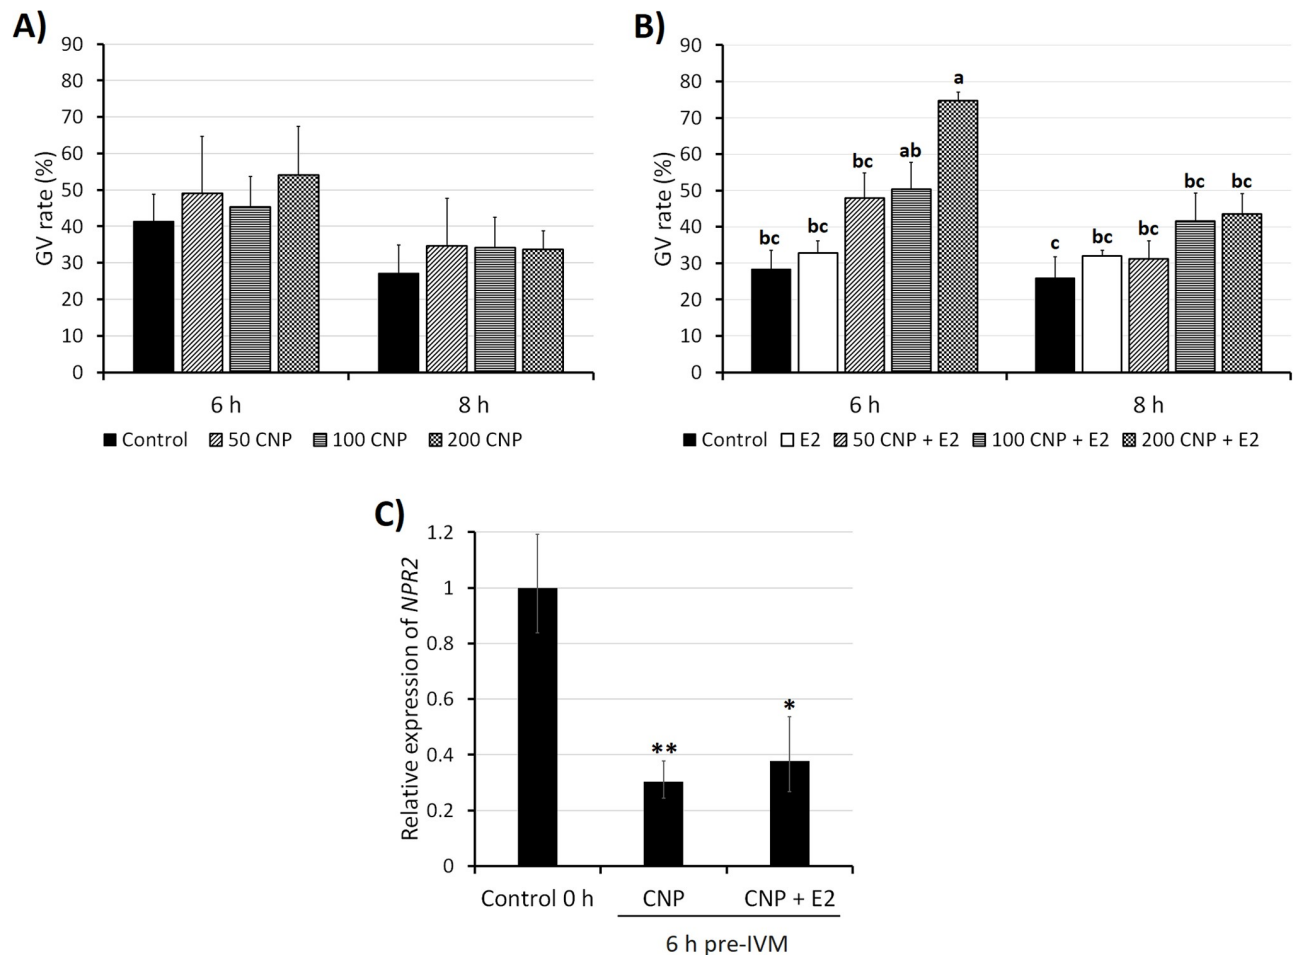 A)
GV rate (%)
90
80
70
60
50
40
30
20
10
0
6 h
8 h
Control
50 CNP
100 CNP
200 CNP
B)
GV rate (%)
90
80
70
60
50
40
30
20
10
0
bc
bc
bc
ab
a
c
bc
bc
bc
bc
6 h
8 h
Control
E2
50 CNP + E2
100 CNP + E2
200 CNP + E2
C)
Relative expression of NPR2
1.2
1
0.8
0.6
0.4
0.2
0
**
*
Control 0 h
CNP
CNP + E2
6 h pre-IVM